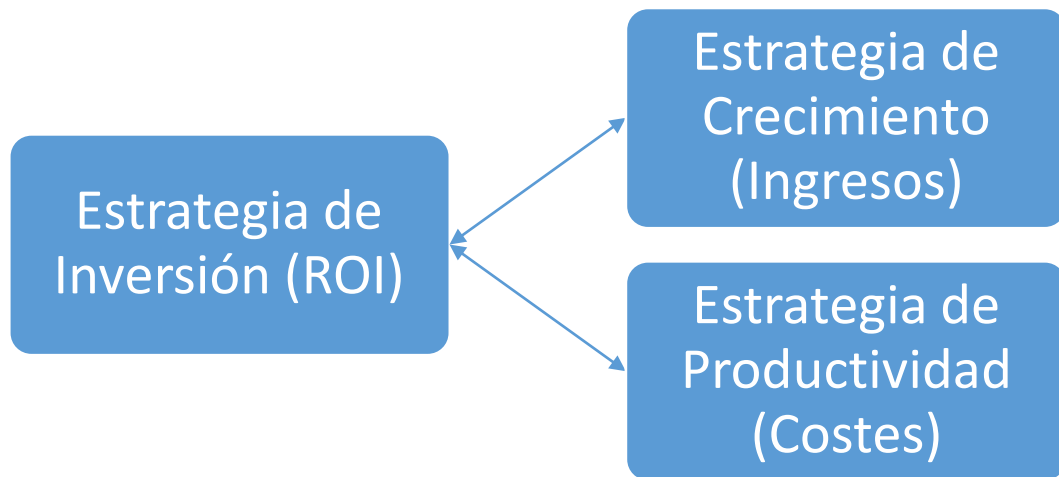 Estrategia de
Inversión (ROI)
Estrategia de
Crecimiento
(Ingresos)
Estrategia de
Productividad
(Costes)